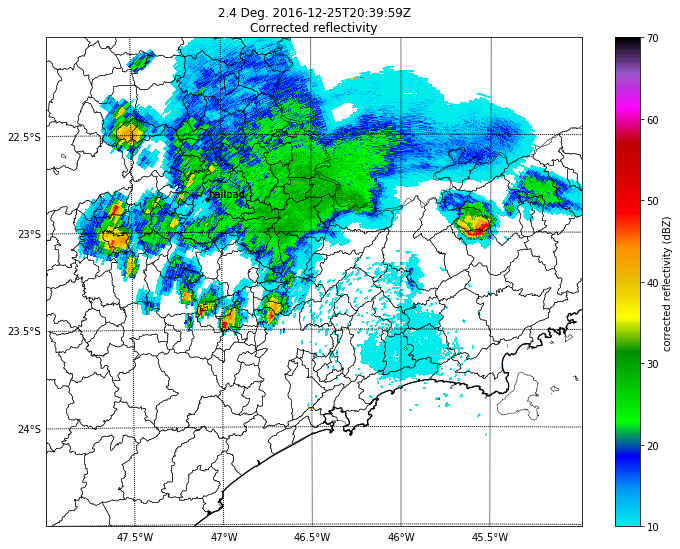 2.4 Deg. 2016-12-25T20:39:59Z
Corrected reflectivity
70
60
50
40
30
20
10
corrected reflectivity (dBZ)
22.5°S
23°S
23.5°S
24°S
hailpad
47.5°W
47°W
46.5°W
46°W
45.5°W